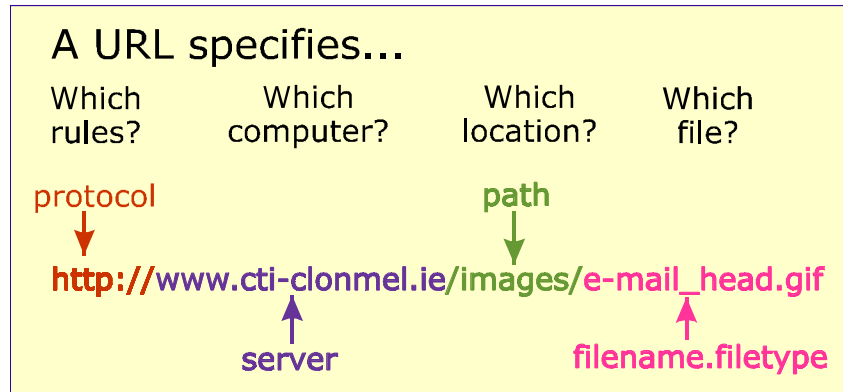 A URL specifies...
Which rules?
Which computer?
Which location?
Which file?
protocol
path
http://www.cti-clonmel.ie/images/e-mail_head.gif
server
filename.filetype